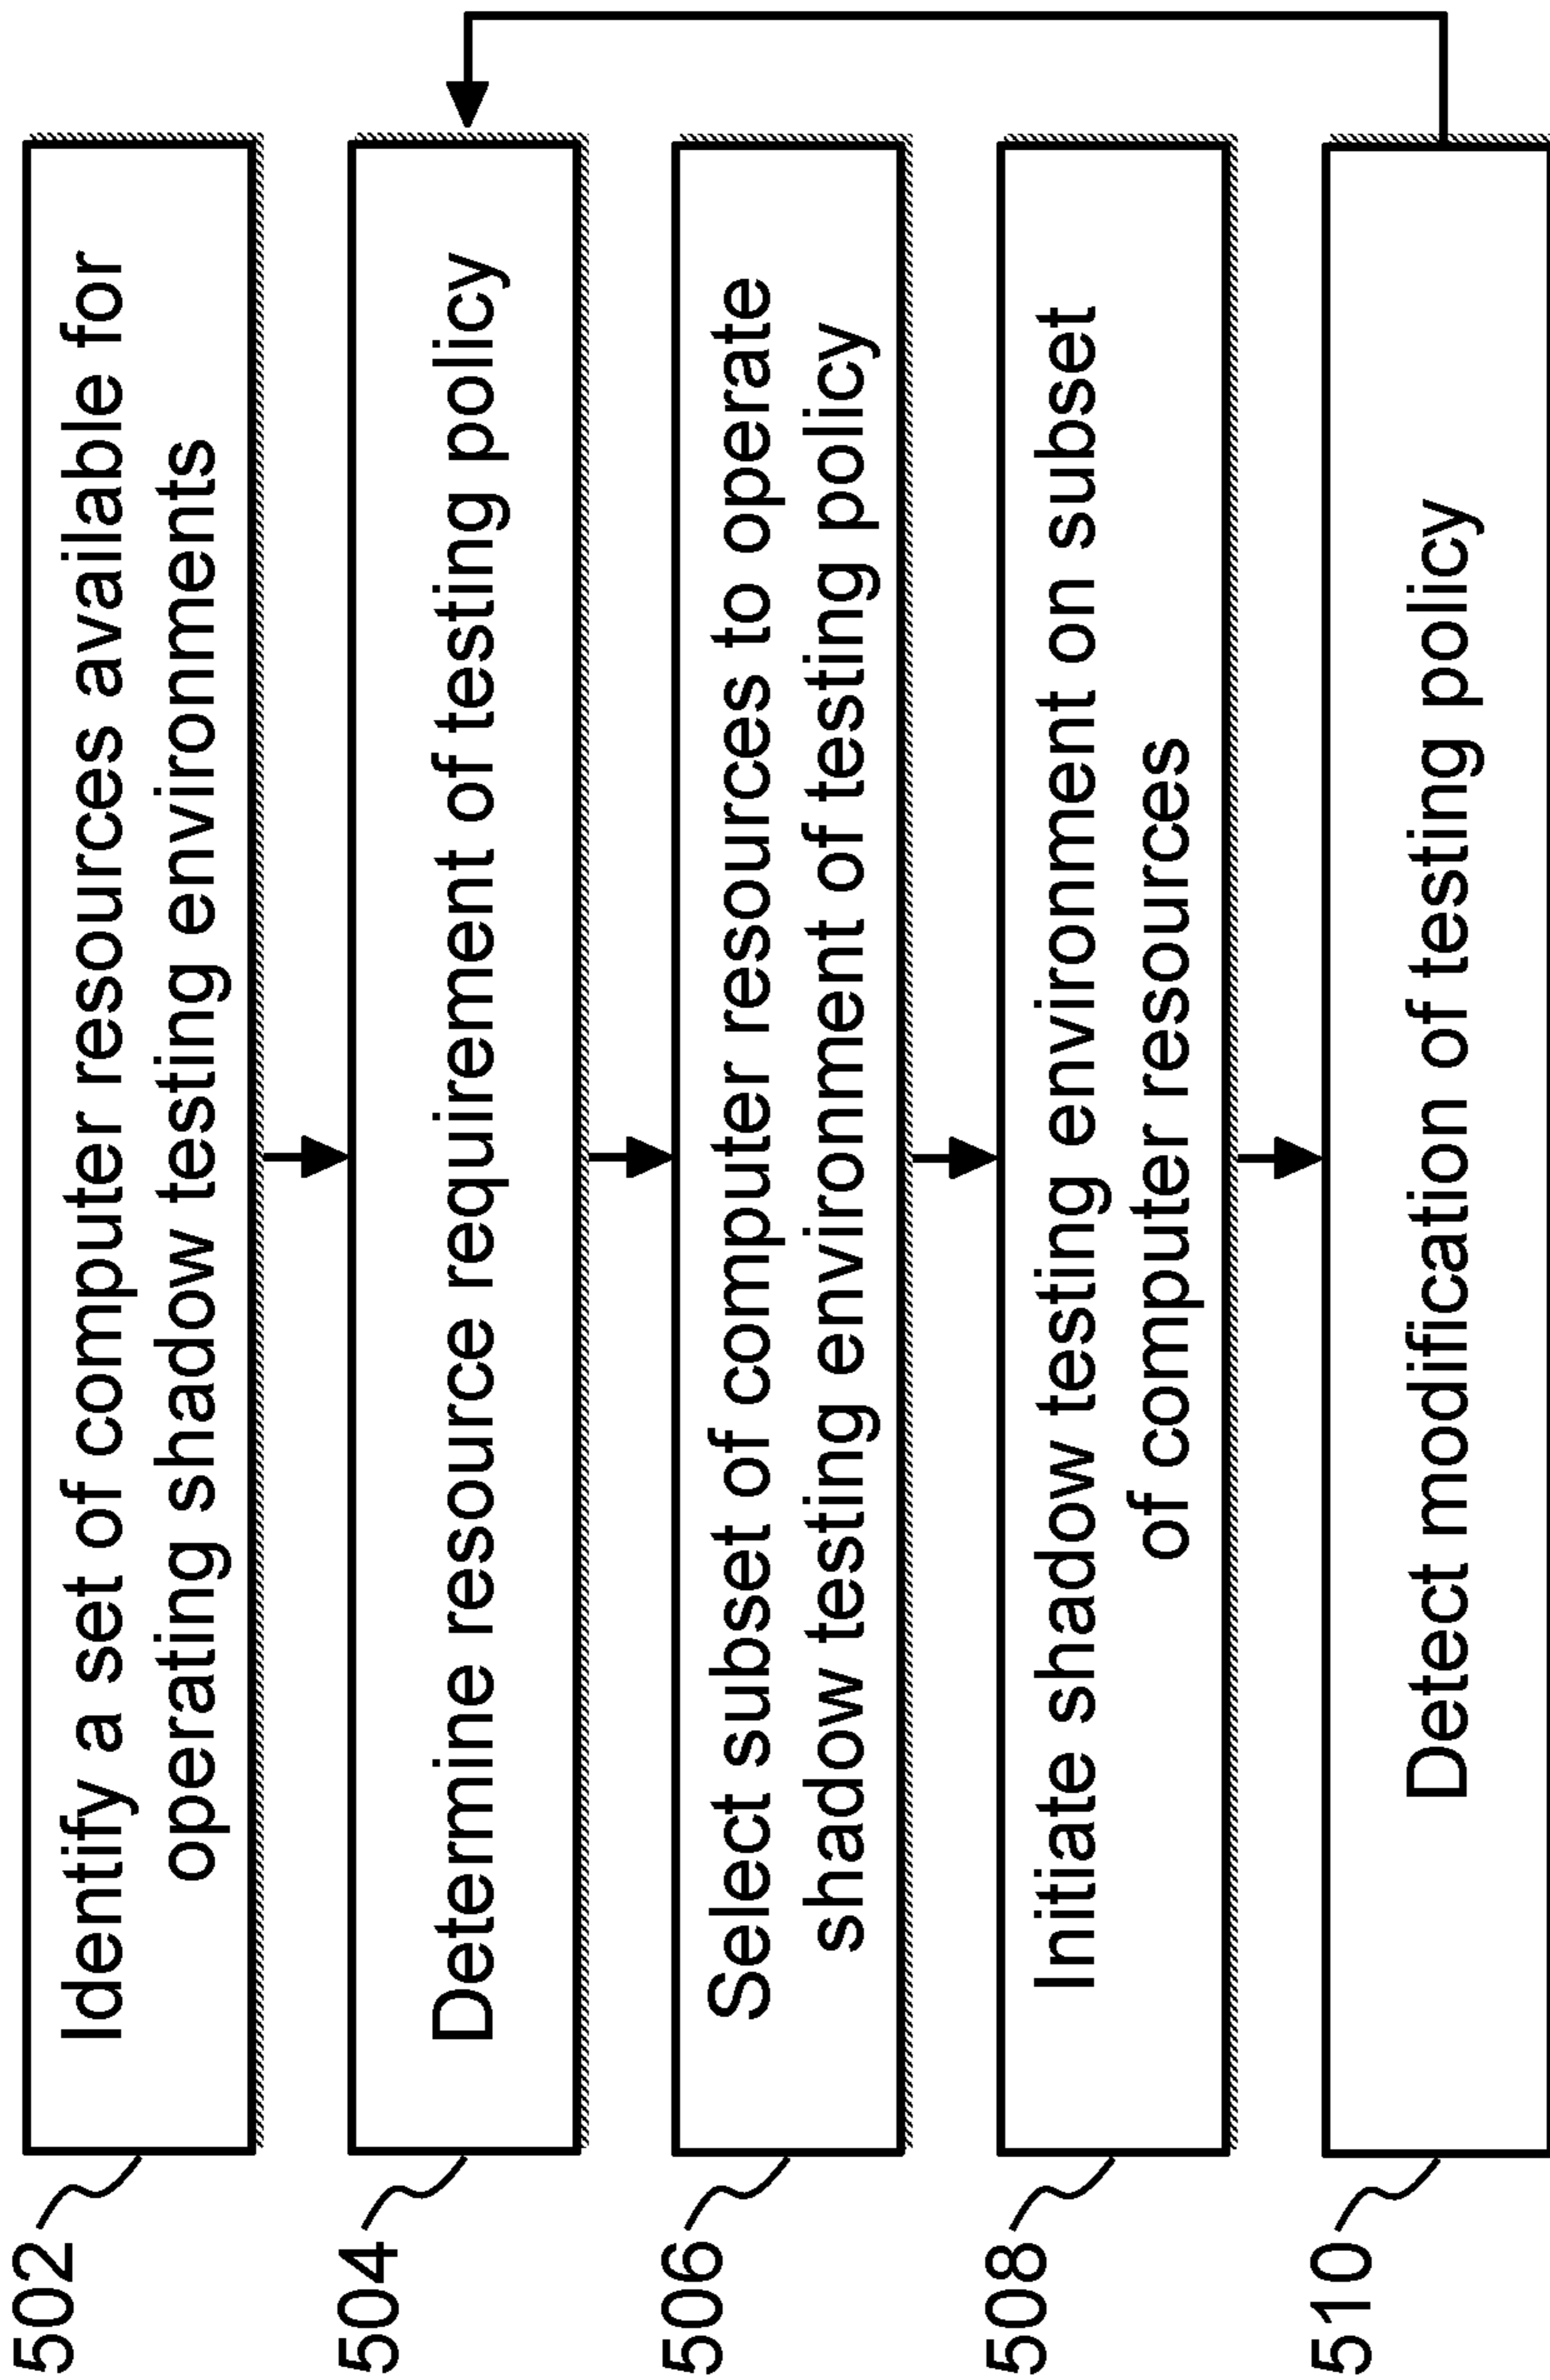 502
Identify a set of computer resources available for
operating shadow testing environments
504
Determine resource requirement of testing policy
506
Select subset of computer resources to operate
shadow testing environment of testing policy
508
Initiate shadow testing environment on subset
of computer resources
510
Detect modification of testing policy